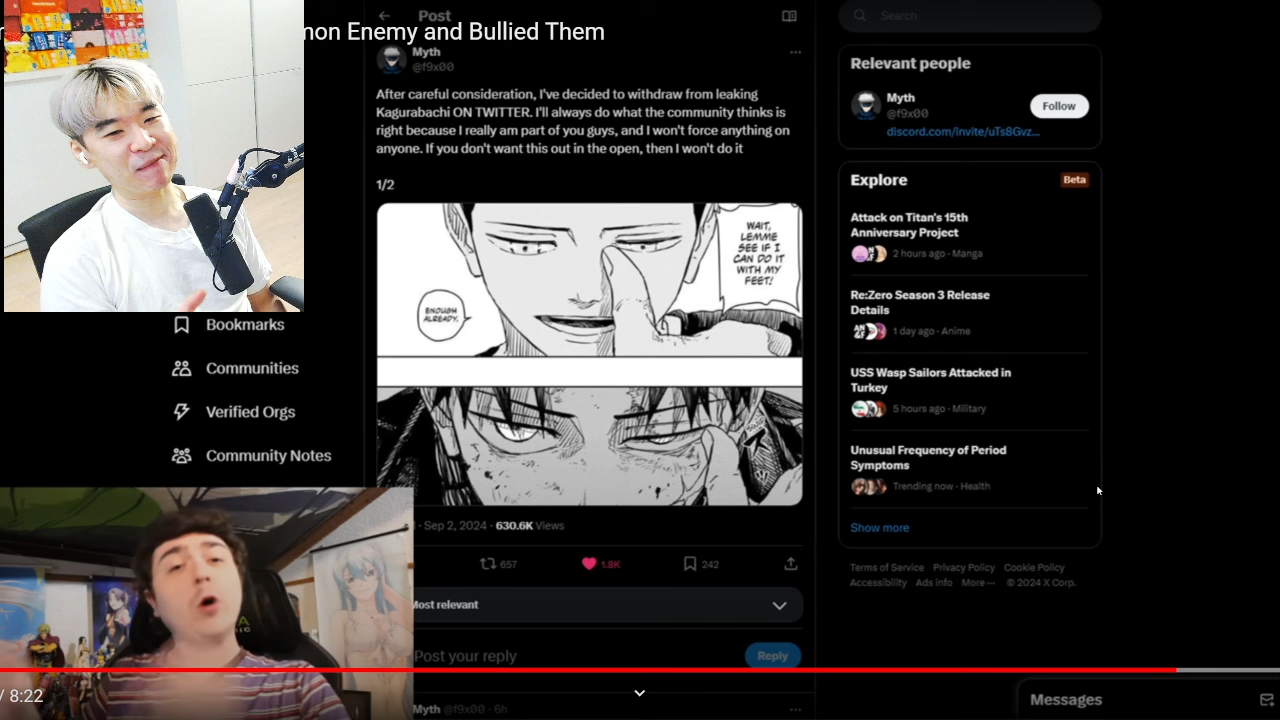 mon Enemy and Bullied Them
Post
Myth
@f9x00
After careful consideration, I've decided to withdraw from leaking
Kagurabachi ON TWITTER. I'll always do what the community thinks is
right because I really am part of you guys, and I won't force anything on
anyone. If you don't want this out in the open, then I won't do it
1/2
WAIT,
LEMME
SEE IF I
CAN DO IT
WITH MY
FEET!
ENOUGH
ALREADY.
· Sep 2, 2024 · 630.6K Views
657
1.8K
242
Most relevant
Post your reply
Reply
Myth @f9x00 · 6h
Bookmarks
Communities
Verified Orgs
Community Notes
/ 8:22
Search
Relevant people
Myth
@f9x00
Follow
discord.com/invite/uTs8Gvz...
Explore
Beta
Attack on Titan's 15th
Anniversary Project
2 hours ago · Manga
Re:Zero Season 3 Release
Details
1 day ago · Anime
USS Wasp Sailors Attacked in
Turkey
5 hours ago · Military
Unusual Frequency of Period
Symptoms
Trending now · Health
Show more
Terms of Service Privacy Policy Cookie Policy
Accessibility Ads info More ··· © 2024 X Corp.
Messages